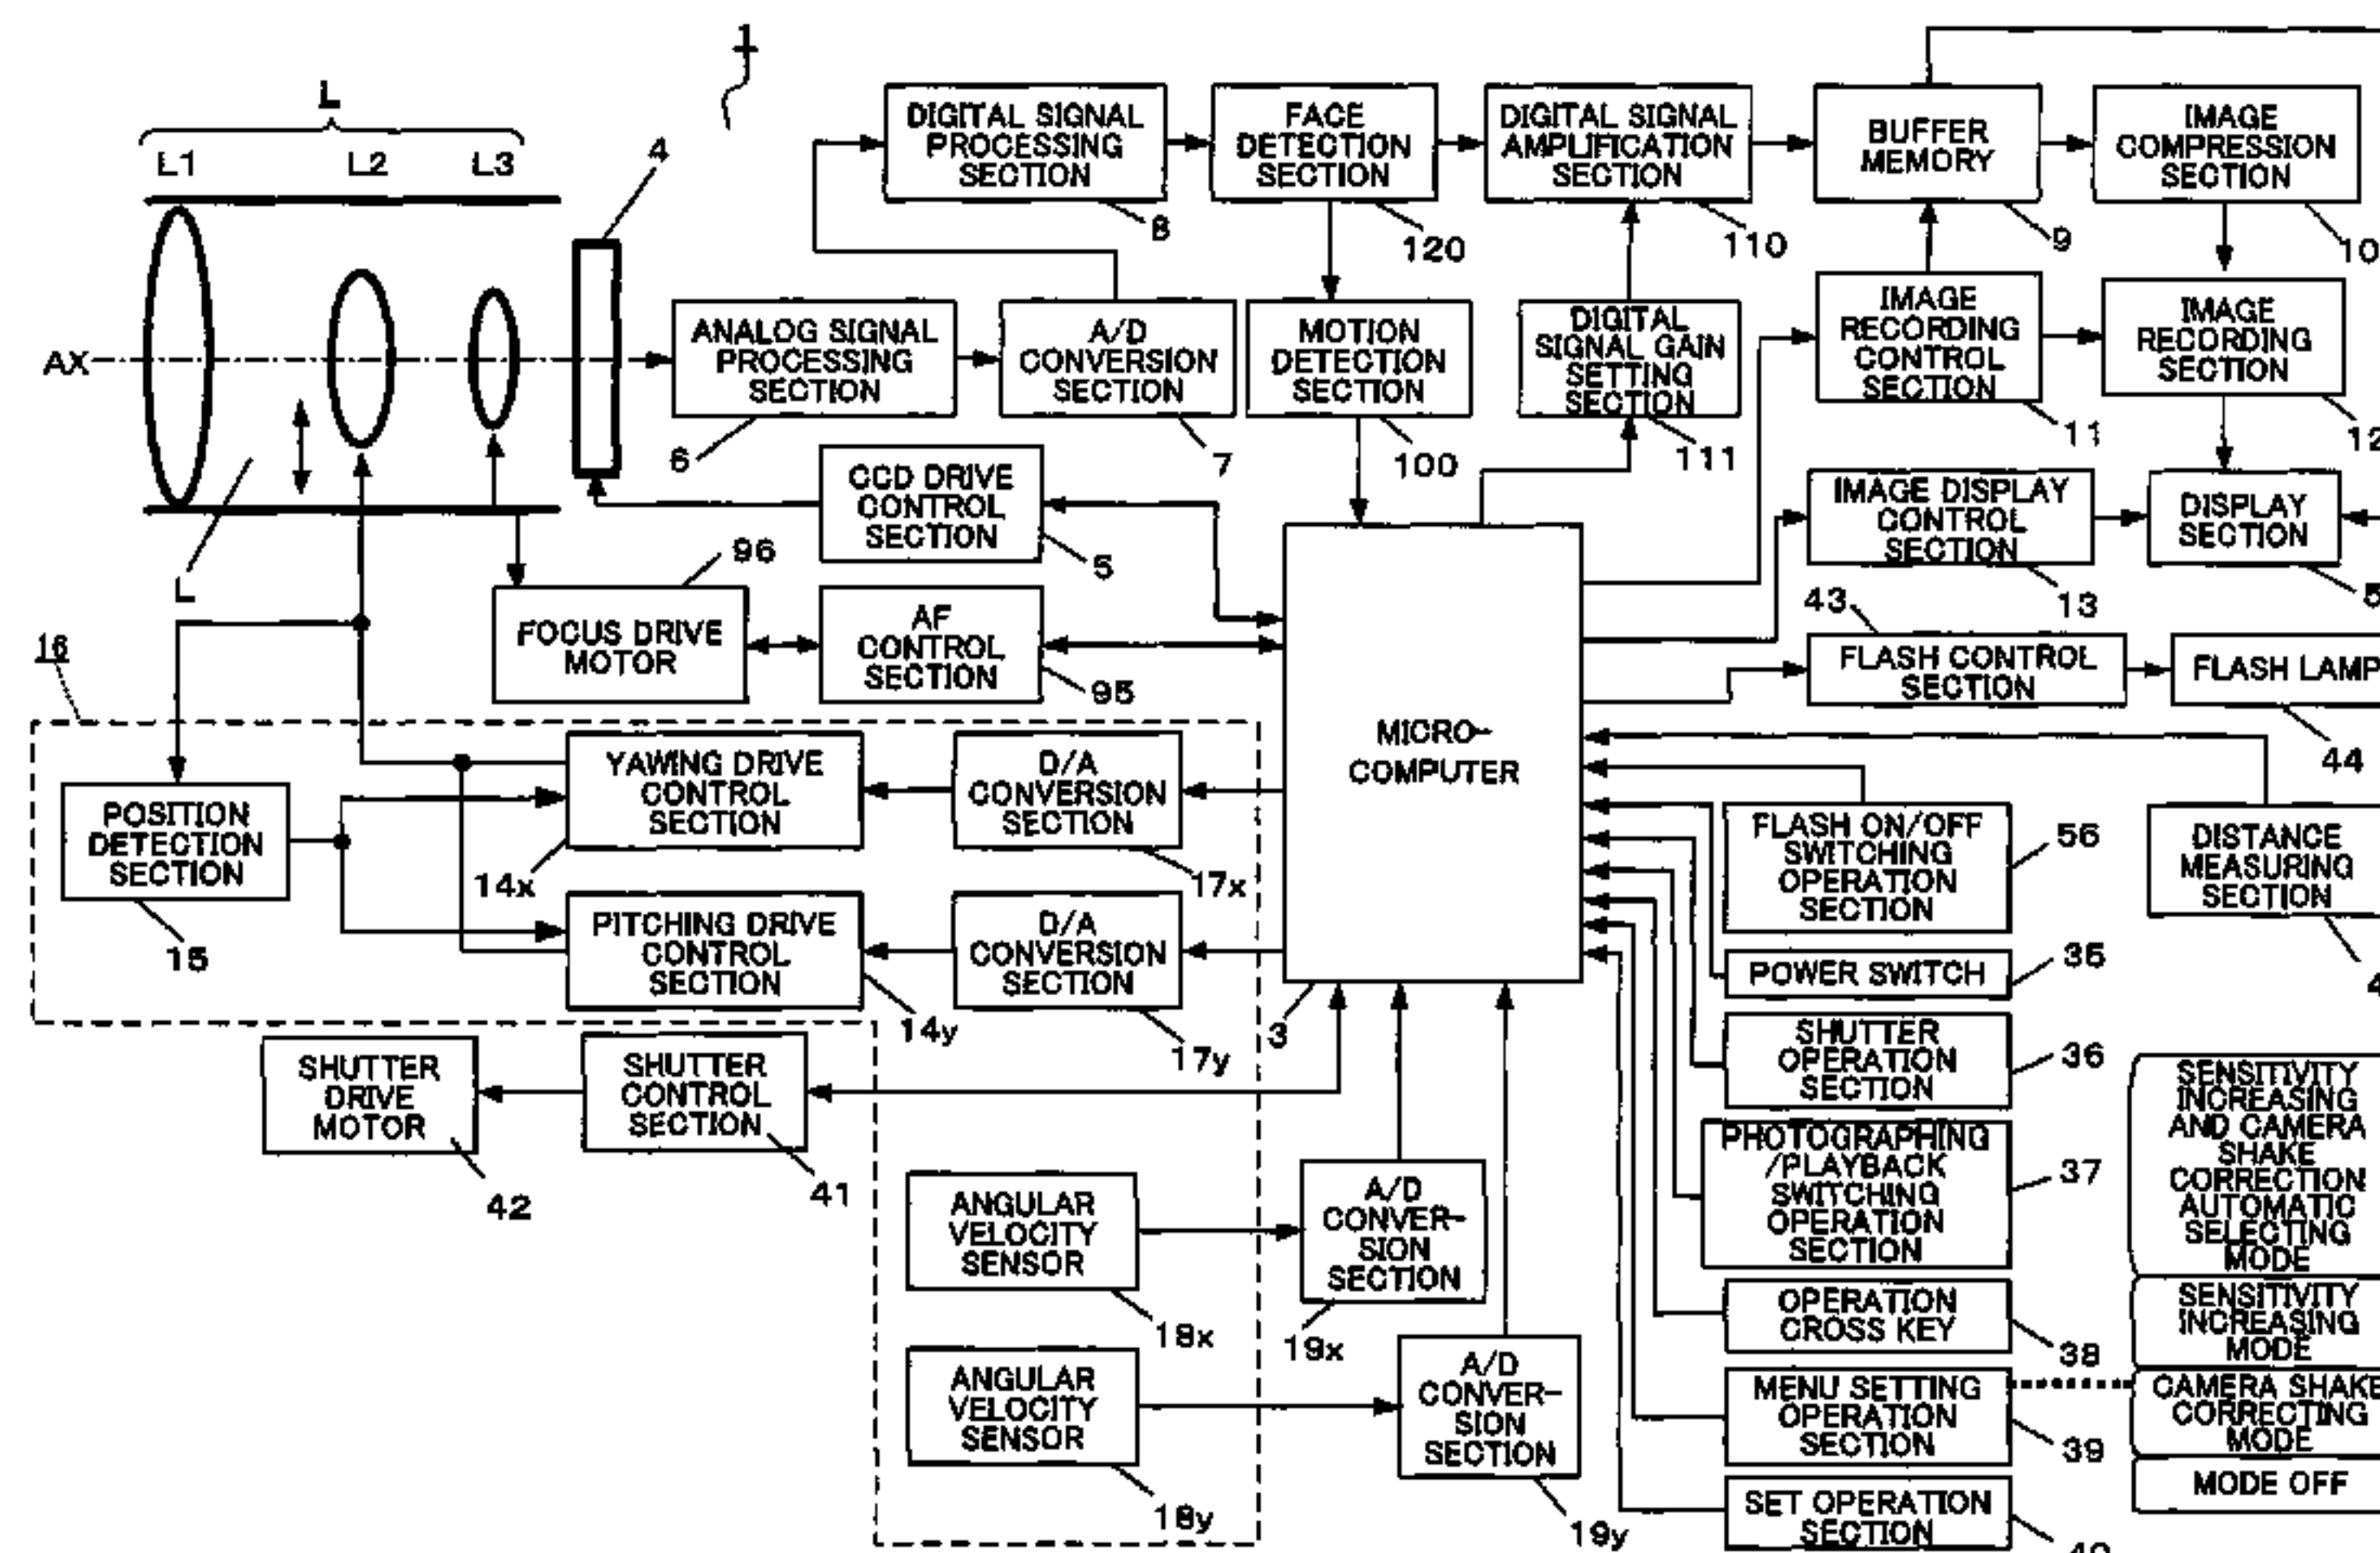 1
L
L1 L2 L3
4
AX
L
DIGITAL SIGNAL
PROCESSING
SECTION
8
FACE
DETECTION
SECTION
120
DIGITAL SIGNAL
AMPLIFICATION
SECTION
110
BUFFER
MEMORY
9
IMAGE
COMPRESSION
SECTION
10
ANALOG SIGNAL
PROCESSING
SECTION
6
A/D
CONVERSION
SECTION
7
MOTION
DETECTION
SECTION
100
DIGITAL
SIGNAL GAIN
SETTING
SECTION
111
IMAGE
RECORDING
CONTROL
SECTION
11
IMAGE
RECORDING
SECTION
12
CCD DRIVE
CONTROL
SECTION
5
IMAGE DISPLAY
CONTROL
SECTION
13
DISPLAY
SECTION
96
FOCUS DRIVE
MOTOR
AF
CONTROL
SECTION
95
43
FLASH CONTROL
SECTION
FLASH LAMP
44
16
MICRO-
COMPUTER
3
POSITION
DETECTION
SECTION
15
YAWING DRIVE
CONTROL
SECTION
14x
D/A
CONVERSION
SECTION
17x
PITCHING DRIVE
CONTROL
SECTION
14y
D/A
CONVERSION
SECTION
17y
FLASH ON/OFF
SWITCHING
OPERATION
SECTION
56
DISTANCE
MEASURING
SECTION
POWER SWITCH
35
SHUTTER
OPERATION
SECTION
36
SHUTTER
DRIVE
MOTOR
42
SHUTTER
CONTROL
SECTION
41
PHOTOGRAPHING
/PLAYBACK
SWITCHING
OPERATION
SECTION
37
SENSITIVITY
INCREASING
AND CAMERA
SHAKE
CORRECTION
AUTOMATIC
SELECTING
MODE
ANGULAR
VELOCITY
SENSOR
18x
A/D
CONVER-
SION
SECTION
19x
OPERATION
CROSS KEY
38
SENSITIVITY
INCREASING
MODE
ANGULAR
VELOCITY
SENSOR
18y
A/D
CONVER-
SION
SECTION
19y
MENU SETTING
OPERATION
SECTION
39
CAMERA SHAKE
CORRECTING
MODE
SET OPERATION
SECTION
MODE OFF